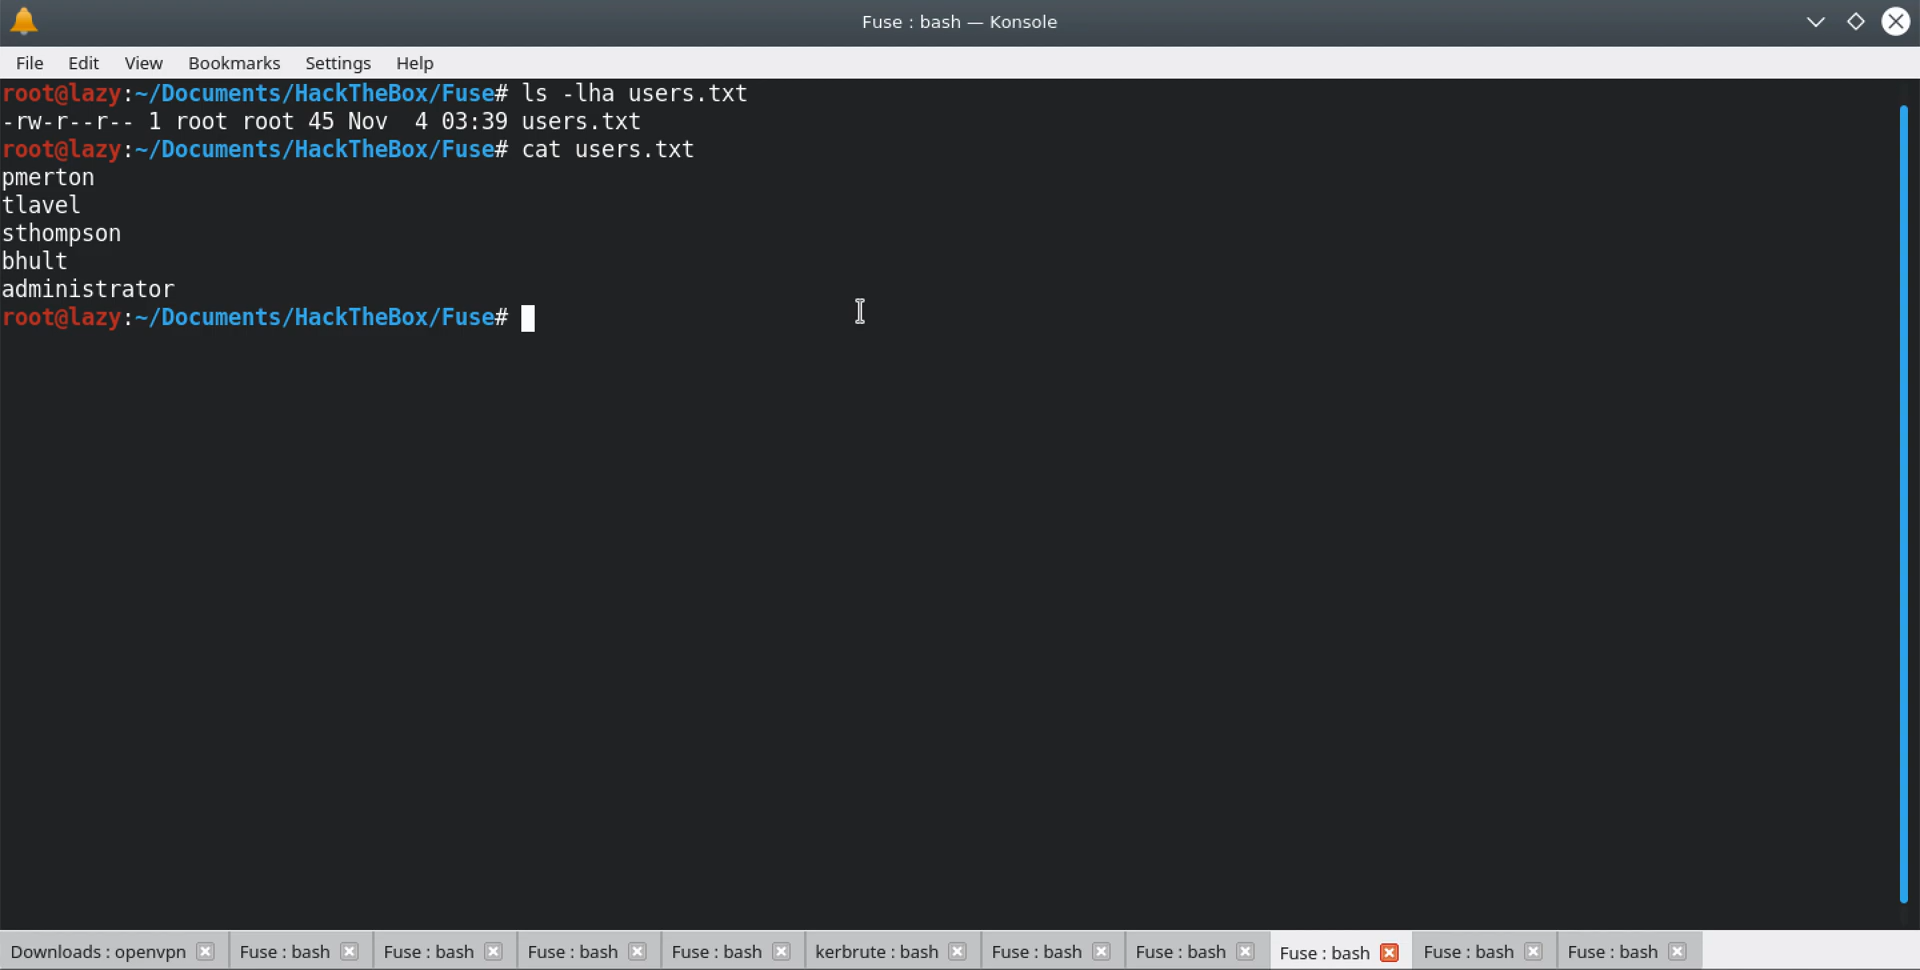 Fuse : bash — Konsole
File Edit View Bookmarks Settings Help
root@lazy:~/Documents/HackTheBox/Fuse# ls -lha users.txt
-rw-r--r-- 1 root root 45 Nov  4 03:39 users.txt
root@lazy:~/Documents/HackTheBox/Fuse# cat users.txt
pmerton
tlavel
sthompson
bhult
administrator
root@lazy:~/Documents/HackTheBox/Fuse#
Downloads : openvpn Fuse : bash Fuse : bash Fuse : bash Fuse : bash kerbrute : bash Fuse : bash Fuse : bash Fuse : bash Fuse : bash Fuse : bash